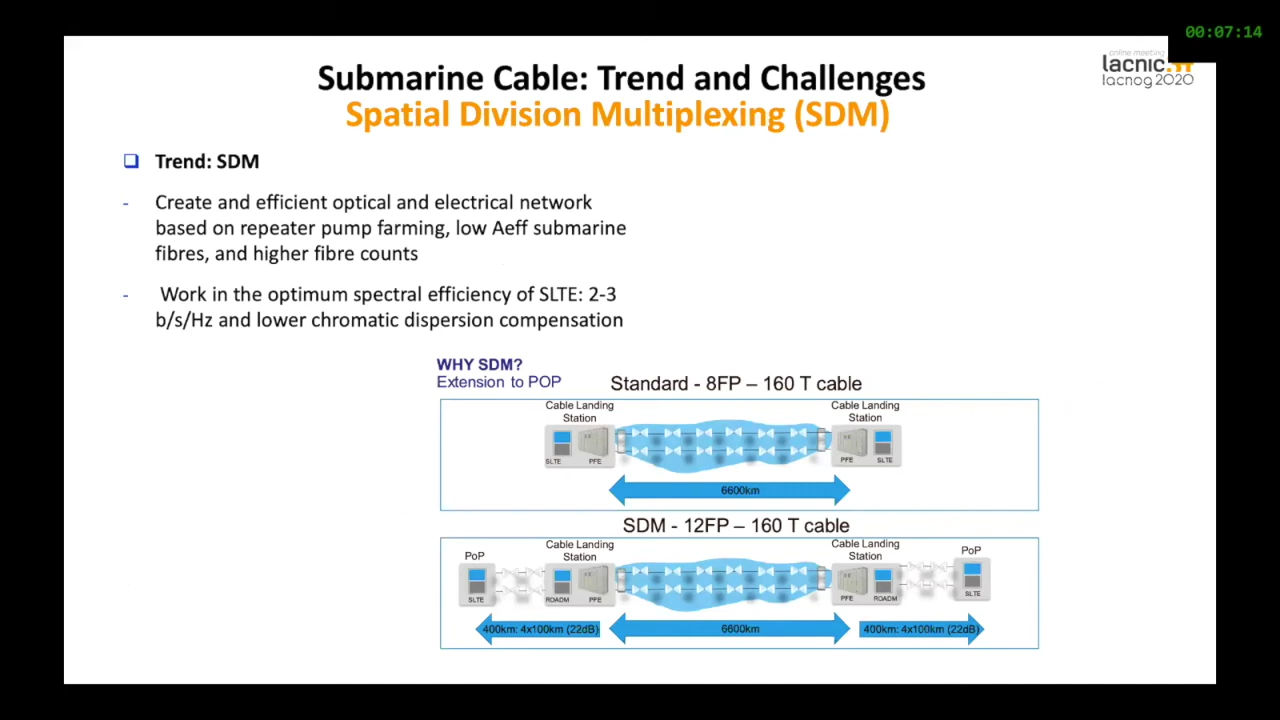 00:07:14
online meeting
lacnic
lacnog 2020
Submarine Cable: Trend and Challenges
Spatial Division Multiplexing (SDM)
❑ Trend: SDM
- Create and efficient optical and electrical network
based on repeater pump farming, low Aeff submarine
fibres, and higher fibre counts
- Work in the optimum spectral efficiency of SLTE: 2-3
b/s/Hz and lower chromatic dispersion compensation
WHY SDM?
Extension to POP
Standard - 8FP – 160 T cable
Cable Landing
Station
Cable Landing
Station
SLTE PFE
PFE SLTE
6600km
SDM - 12FP – 160 T cable
PoP
Cable Landing
Station
Cable Landing
Station
PoP
SLTE
ROADM PFE
PFE ROADM
SLTE
400km: 4x100km (22dB)
6600km
400km: 4x100km (22dB)